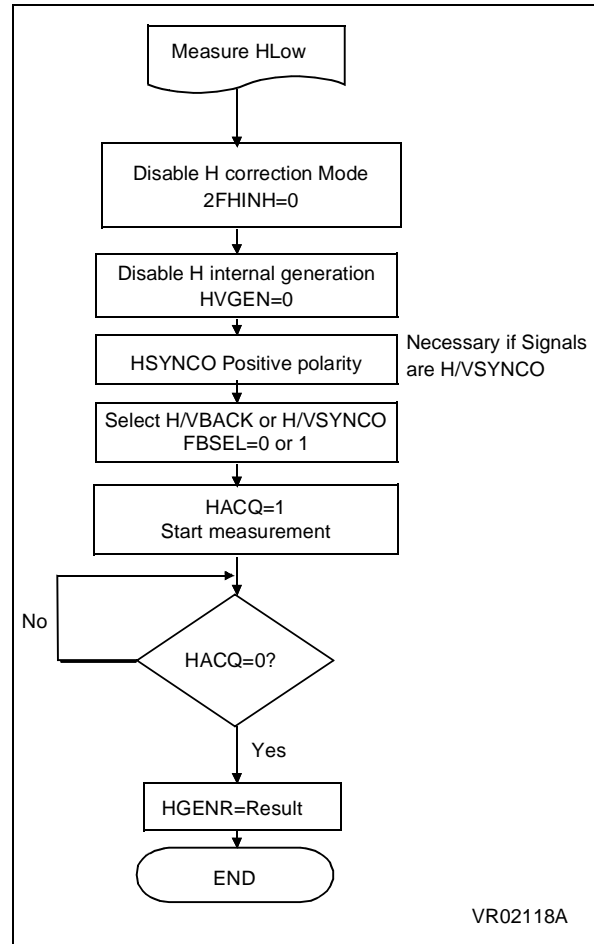 Measure HLow
Disable H correction Mode
2FHINH=0
Disable H internal generation
HVGEN=0
HSYNCO Positive polarity
Necessary if Signals
are H/VSYNCO
Select H/VBACK or H/VSYNCO
FBSEL=0 or 1
HACQ=1
Start measurement
No
HACQ=0?
Yes
HGENR=Result
END
VR02118A